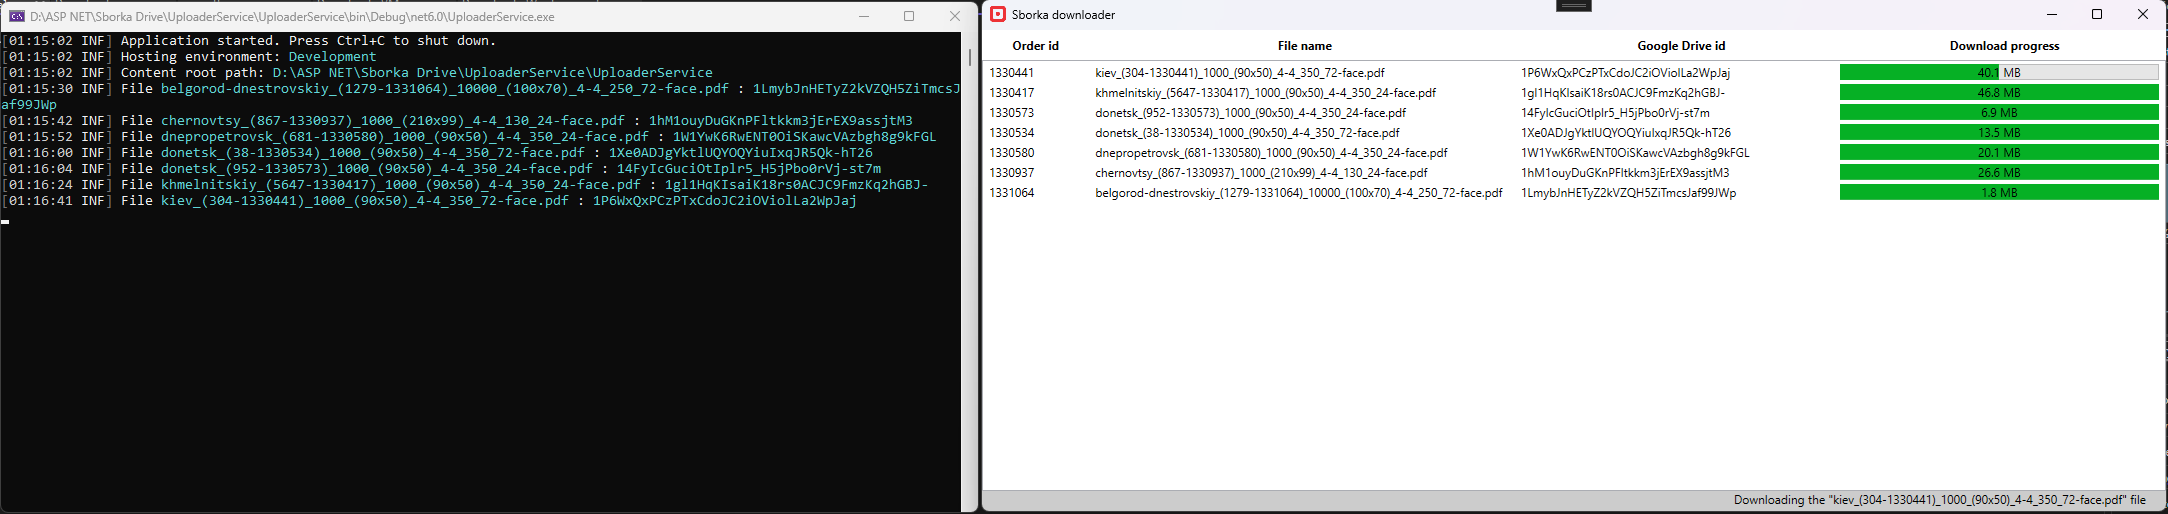 D:\ASP NET\Sborka Drive\UploaderService\UploaderService\bin\Debug\net6.0\UploaderService.exe
[01:15:02 INF] Application started. Press Ctrl+C to shut down.
[01:15:02 INF] Hosting environment: Development
[01:15:02 INF] Content root path: D:\ASP NET\Sborka Drive\UploaderService\UploaderService
[01:15:30 INF] File belgorod-dnestrovskiy_(1279-1331064)_10000_(100x70)_4-4_250_72-face.pdf : 1LmybJnHETyZ2kVZQH5ZiTmcsJ
af99JWp
[01:15:42 INF] File chernovtsy_(867-1330937)_1000_(210x99)_4-4_130_24-face.pdf : 1hM1ouyDuGKnPFltkkm3jErEX9assjtM3
[01:15:52 INF] File dnepropetrovsk_(681-1330580)_1000_(90x50)_4-4_350_24-face.pdf : 1W1YwK6RwENT0OiSKawcVAzbgh8g9kFGL
[01:16:00 INF] File donetsk_(38-1330534)_1000_(90x50)_4-4_350_72-face.pdf : 1Xe0ADJgYktlUQYOQYiuIxqJR5Qk-hT26
[01:16:04 INF] File donetsk_(952-1330573)_1000_(90x50)_4-4_350_24-face.pdf : 14FyIcGuciOtIplr5_H5jPbo0rVj-st7m
[01:16:24 INF] File khmelnitskiy_(5647-1330417)_1000_(90x50)_4-4_350_24-face.pdf : 1gl1HqKIsaiK18rs0ACJC9FmzKq2hGBJ-
[01:16:41 INF] File kiev_(304-1330441)_1000_(90x50)_4-4_350_72-face.pdf : 1P6WxQxPCzPTxCdoJC2iOViolLa2WpJaj
Sborka downloader
Order id File name Google Drive id Download progress
1330441 kiev_(304-1330441)_1000_(90x50)_4-4_350_72-face.pdf 1P6WxQxPCzPTxCdoJC2iOViolLa2WpJaj 40.1 MB
1330417 khmelnitskiy_(5647-1330417)_1000_(90x50)_4-4_350_24-face.pdf 1gl1HqKIsaiK18rs0ACJC9FmzKq2hGBJ- 46.8 MB
1330573 donetsk_(952-1330573)_1000_(90x50)_4-4_350_24-face.pdf 14FyIcGuciOtIplr5_H5jPbo0rVj-st7m 6.9 MB
1330534 donetsk_(38-1330534)_1000_(90x50)_4-4_350_72-face.pdf 1Xe0ADJgYktlUQYOQYiuIxqJR5Qk-hT26 13.5 MB
1330580 dnepropetrovsk_(681-1330580)_1000_(90x50)_4-4_350_24-face.pdf 1W1YwK6RwENT0OiSKawcVAzbgh8g9kFGL 20.1 MB
1330937 chernovtsy_(867-1330937)_1000_(210x99)_4-4_130_24-face.pdf 1hM1ouyDuGKnPFltkkm3jErEX9assjtM3 26.6 MB
1331064 belgorod-dnestrovskiy_(1279-1331064)_4-4_10000_(100x70)_4-4_250_72-face.pdf 1LmybJnHETyZ2kVZQH5ZiTmcsJaf99JWp 1.8 MB
Downloading the "kiev_(304-1330441)_1000_(90x50)_4-4_350_72-face.pdf" file